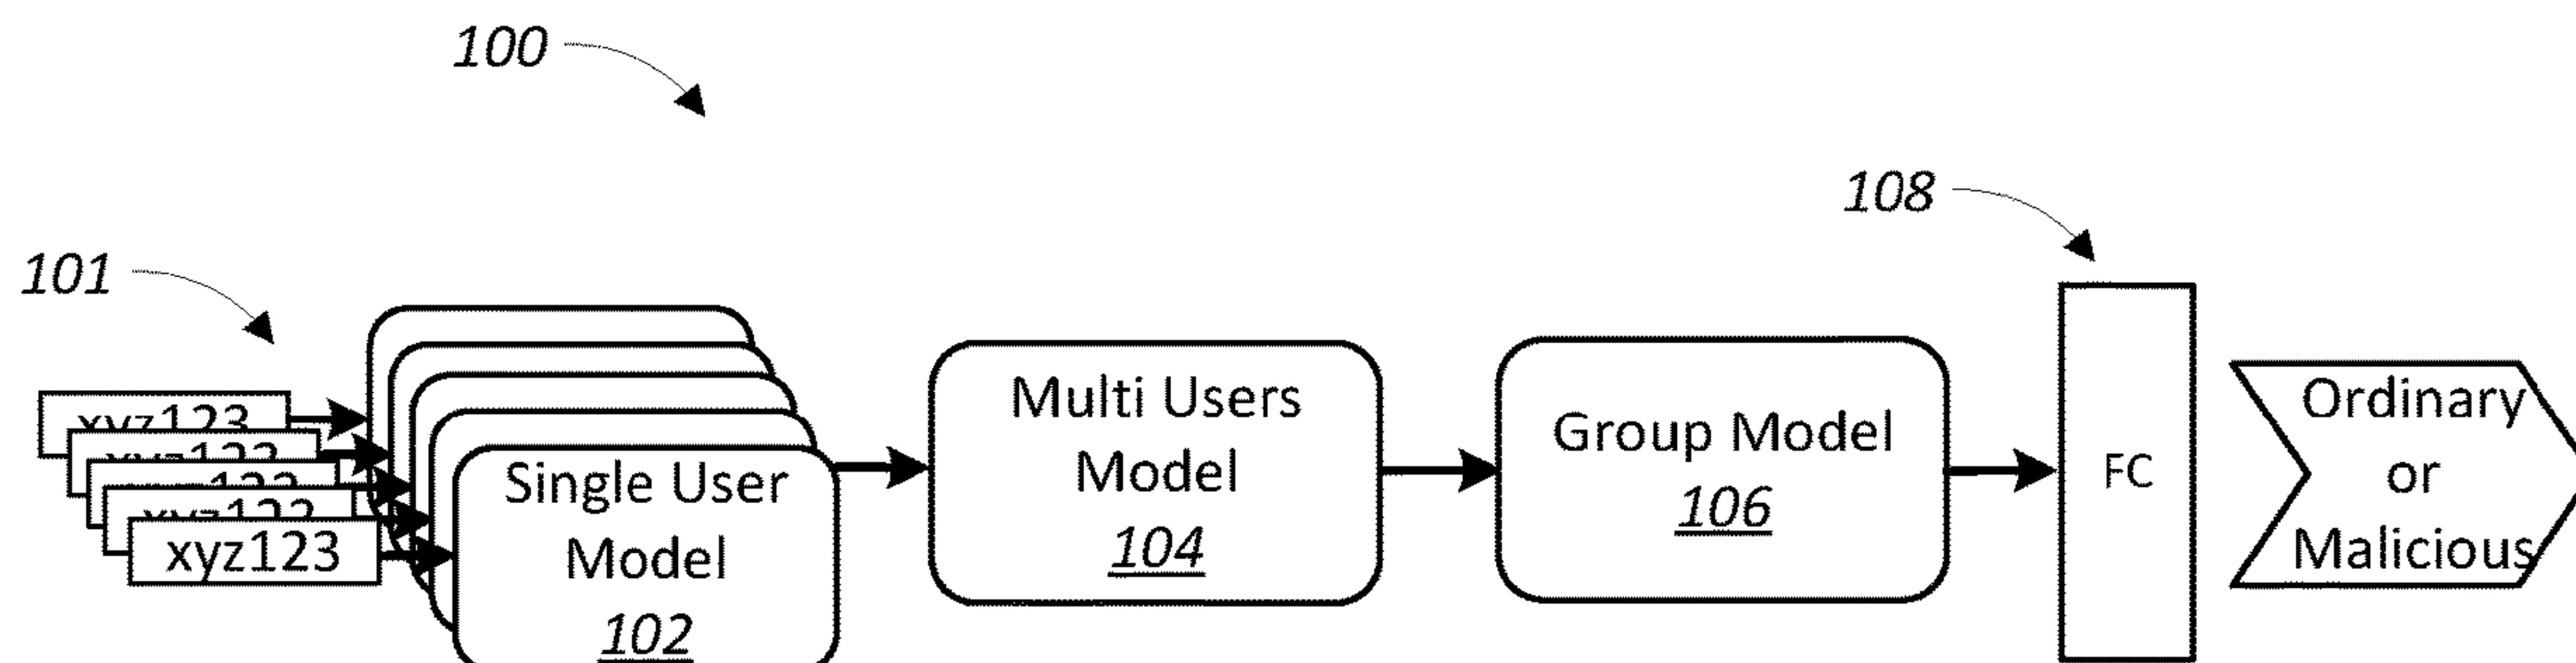 100
108
101
xyz123
xyz123
Single User
Model
102
Multi Users
Model
104
Group Model
106
FC
Ordinary
or
Malicious